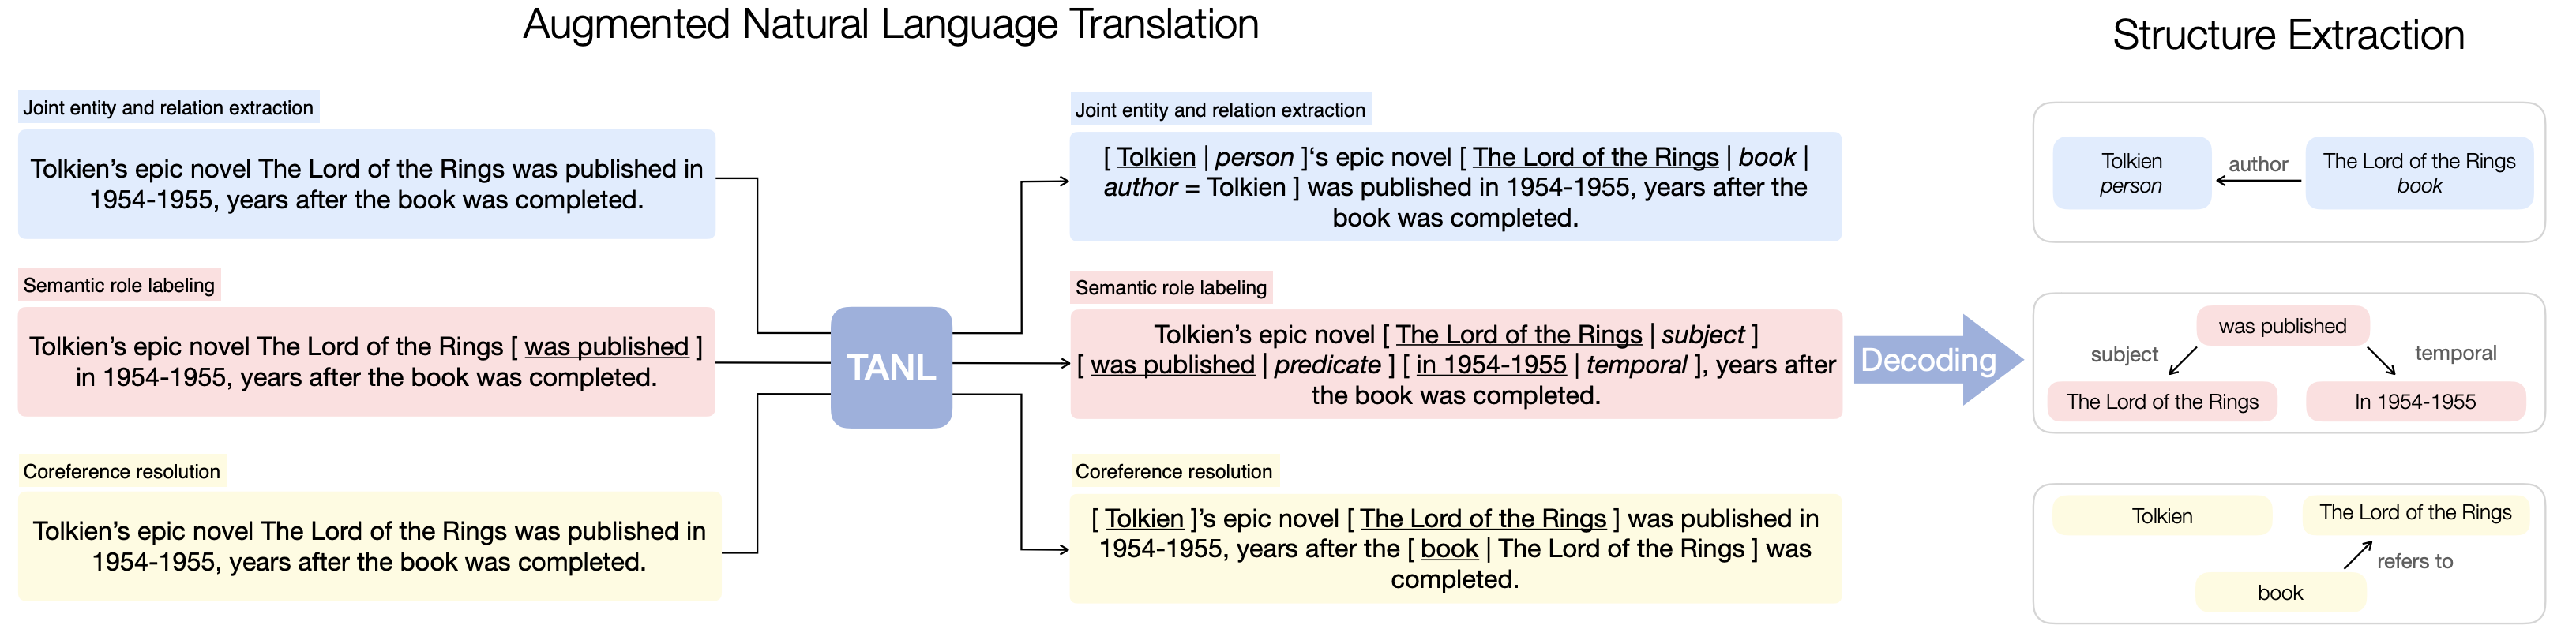 Augmented Natural Language Translation
Structure Extraction
Joint entity and relation extraction
Tolkien’s epic novel The Lord of the Rings was published in
1954-1955, years after the book was completed.
Semantic role labeling
Tolkien’s epic novel The Lord of the Rings [ was published ]
in 1954-1955, years after the book was completed.
Coreference resolution
Tolkien’s epic novel The Lord of the Rings was published in
1954-1955, years after the book was completed.
TANL
Joint entity and relation extraction
[ Tolkien | person ]‘s epic novel [ The Lord of the Rings | book |
author = Tolkien ] was published in 1954-1955, years after the
book was completed.
Semantic role labeling
Tolkien’s epic novel [ The Lord of the Rings | subject ]
[ was published | predicate ] [ in 1954-1955 | temporal ], years after
the book was completed.
Coreference resolution
[ Tolkien ]’s epic novel [ The Lord of the Rings ] was published in
1954-1955, years after the [ book | The Lord of the Rings ] was
completed.
Decoding
Tolkien
person
author
The Lord of the Rings
book
was published
subject
temporal
The Lord of the Rings
In 1954-1955
Tolkien
The Lord of the Rings
refers to
book